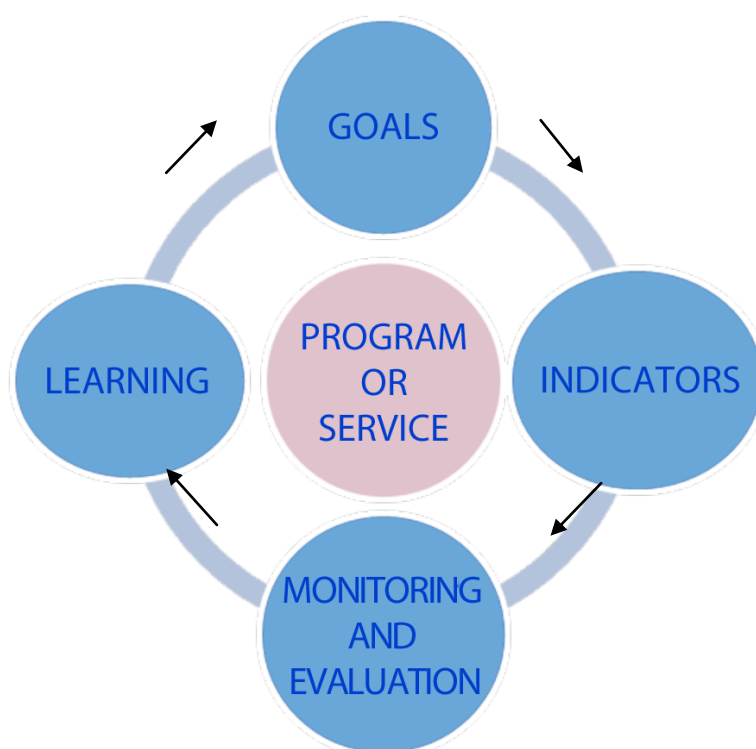 GOALS
LEARNING
PROGRAM
OR
SERVICE
INDICATORS
MONITORING
AND
EVALUATION